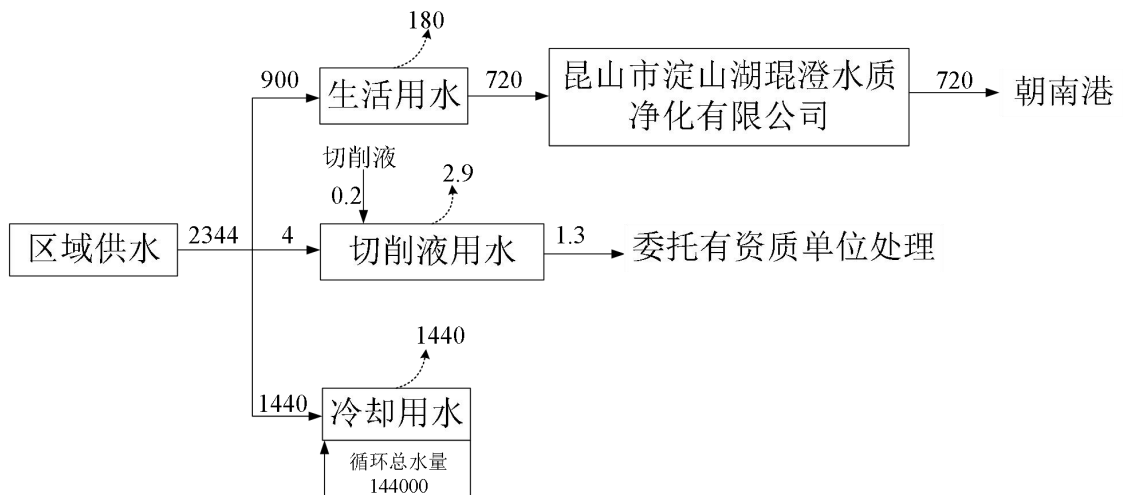 180
900
生活用水
720
昆山市淀山湖琨澄水质
净化有限公司
720
朝南港
切削液
0.2
2.9
区域供水
2344
4
切削液用水
1.3
委托有资质单位处理
1440
1440
冷却用水
循环总水量
144000